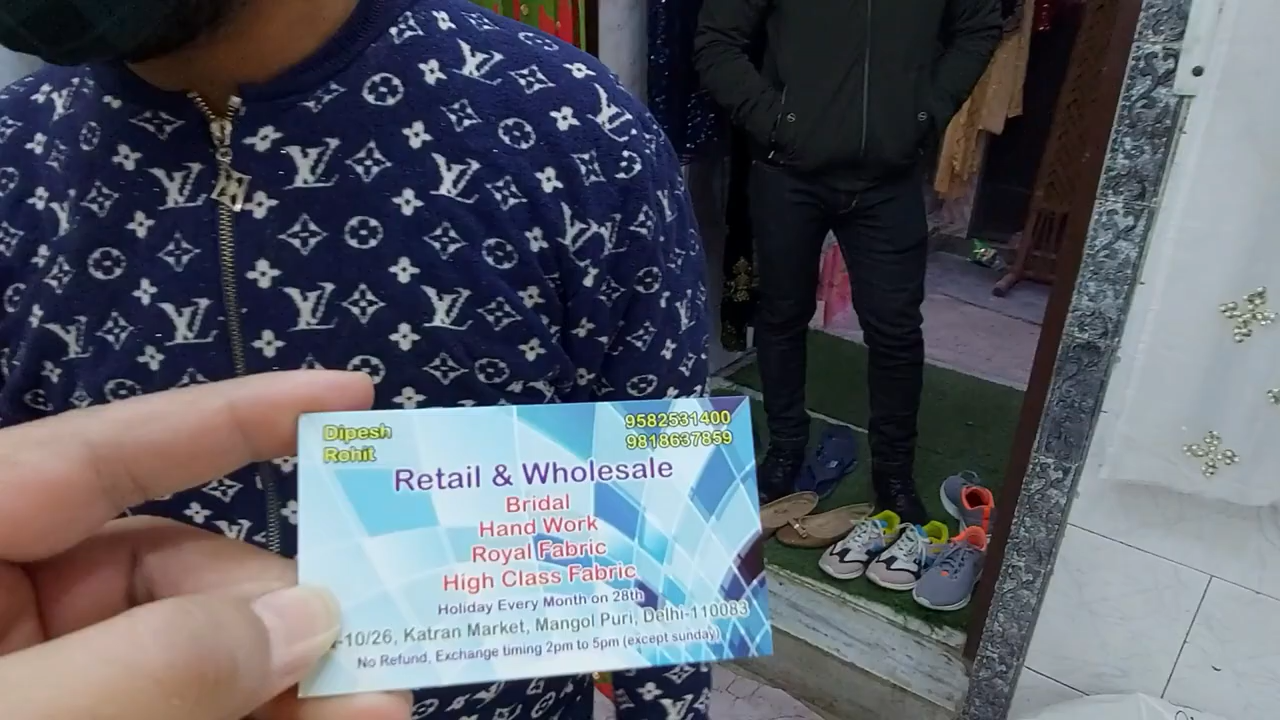 Dipesh
Rohit
9582531400
9818637859
Retail & Wholesale
Bridal
Hand Work
Royal Fabric
High Class Fabric
Holiday Every Month on 28th
-10/26, Katran Market, Mangol Puri, Delhi-110083
No Refund, Exchange timing 2pm to 5pm (except sunday)